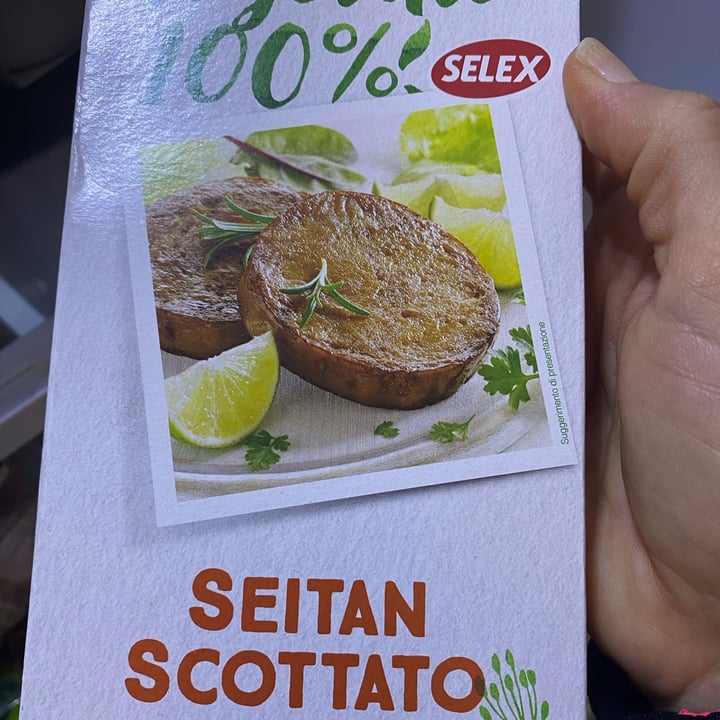 100%!
SELEX
Suggerimento di presentazione
SEITAN
SCOTTATO